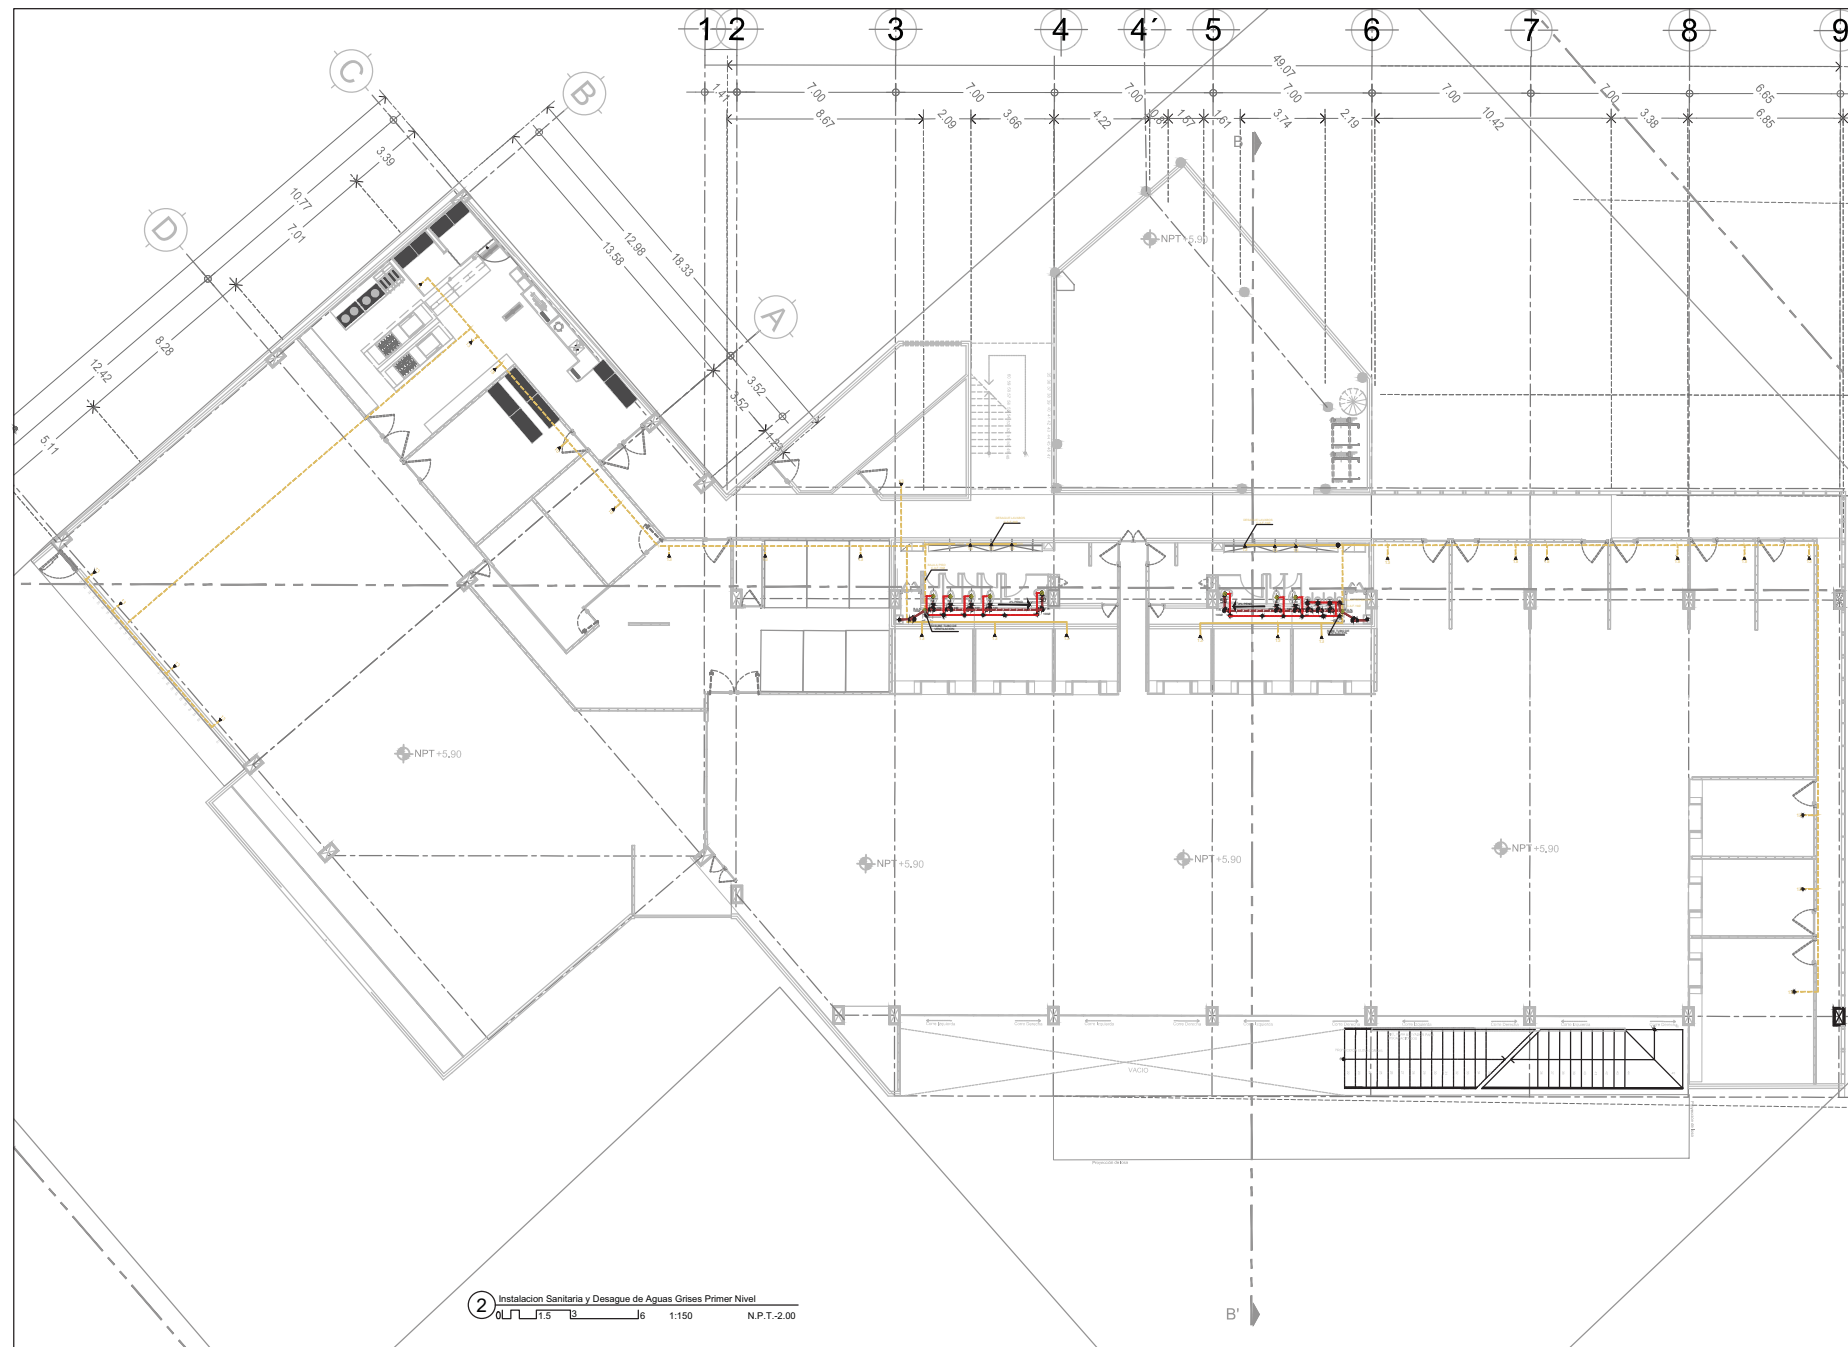 1 2 3 4 4´ 5 6 7 8 9
49.07
1.41 7.00 7.00 7.00 7.00 7.00 7.00 6.65
8.67 2.09 3.66 4.22 1.57 1.61 3.74 2.19 10.42 3.38 6.85
C
B
D
A
B
3.39
10.77
7.01
12.98
18.33
13.58
8.28
12.42
5.11
3.52
3.52
1.23
NPT +5.90
NPT +5.90
NPT +5.90
NPT +5.90
NPT +5.90
VACIO
B'
2 Instalacion Sanitaria y Desague de Aguas Grises Primer Nivel
0 1.5 3 6 1:150 N.P.T.-2.00